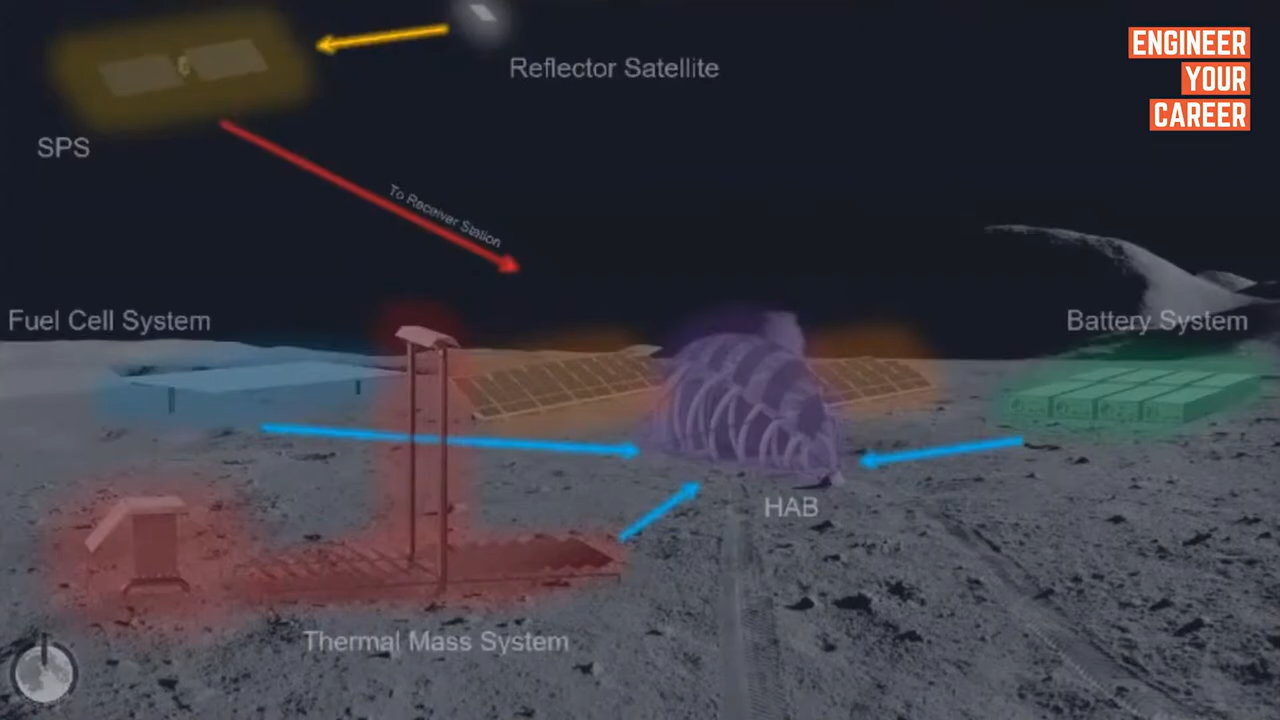 ENGINEER
YOUR
CAREER
Reflector Satellite
SPS
To Receiver Station
Fuel Cell System
Battery System
HAB
Thermal Mass System